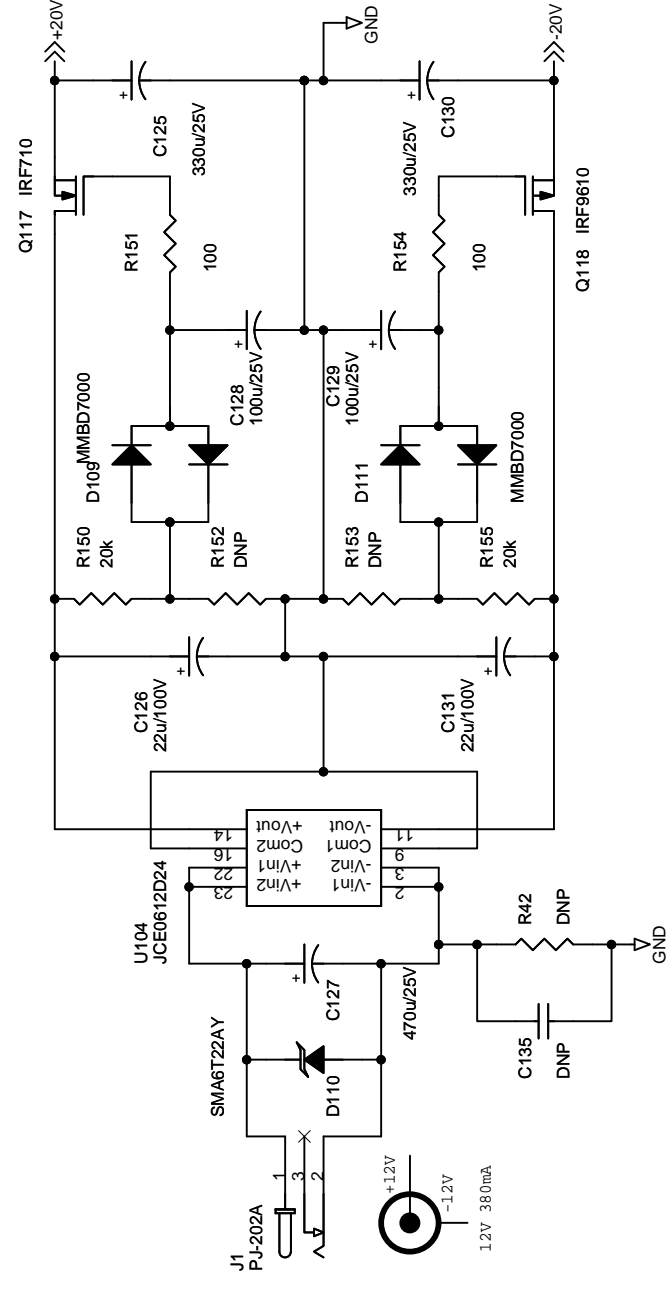 +20V
GND
-20V
C125
330u/25V
C130
330u/25V
Q117 IRF710
Q118 IRF9610
R151
100
R154
100
C128
100u/25V
C129
100u/25V
D109
MMBD7000
D111
MMBD7000
R150
20k
R152
DNP
R153
DNP
R155
20k
C126
22u/100V
C131
22u/100V
14
+Vout
-Vout
11
16
Com2
Com1
9
22
+Vin1
-Vin2
3
23
+Vin2
-Vin1
2
U104
JCE0612D24
R42
DNP
GND
C135
DNP
C127
470u/25V
SMA6T22AY
D110
1
3
2
J1
PJ-202A
+12V
-12V
12V 380mA